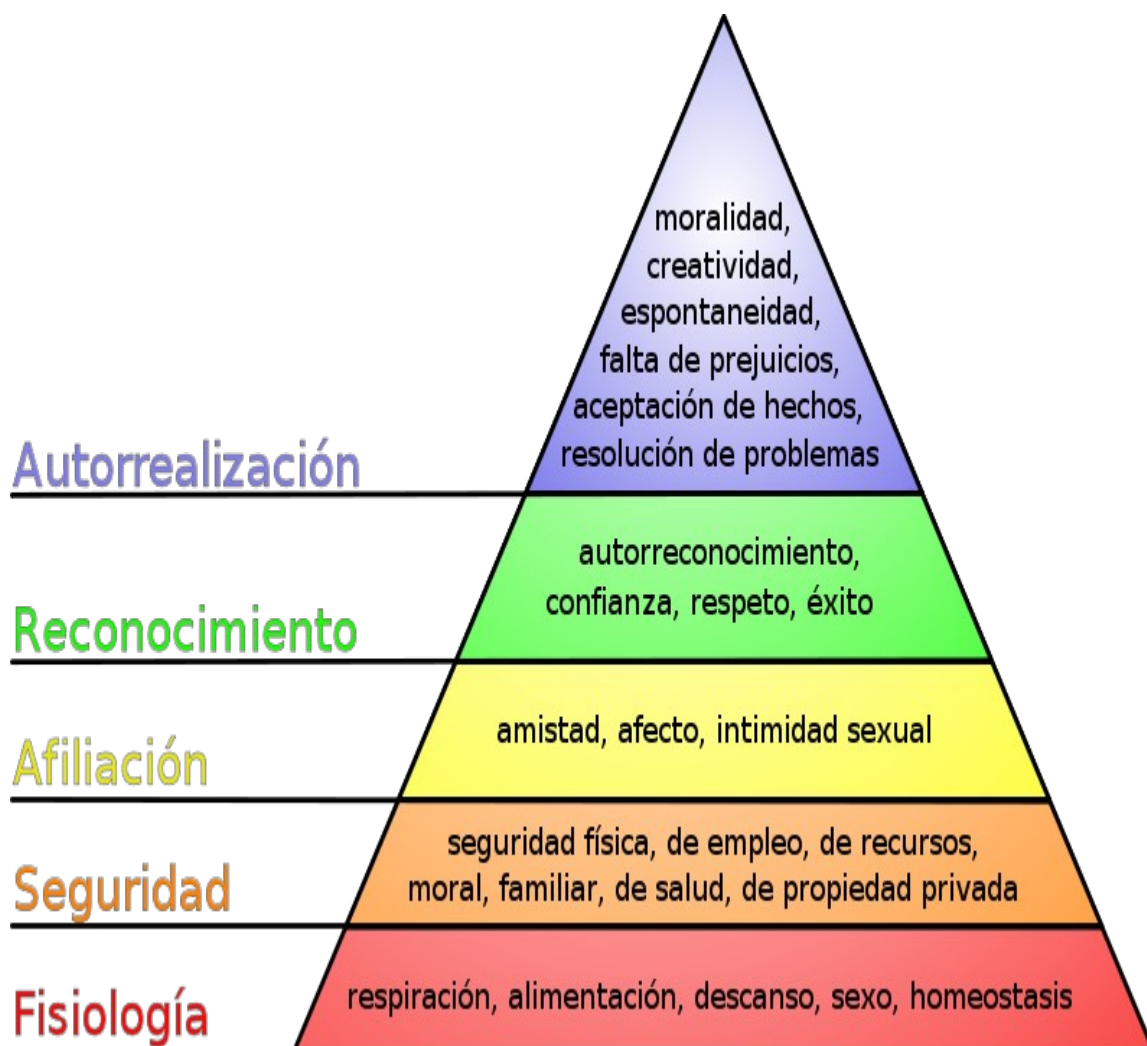 moralidad,
creatividad,
espontaneidad,
falta de prejuicios,
aceptación de hechos,
resolución de problemas
Autorrealización
autorreconocimiento,
confianza, respeto, éxito
Reconocimiento
amistad, afecto, intimidad sexual
Afiliación
seguridad física, de empleo, de recursos,
moral, familiar, de salud, de propiedad privada
Seguridad
respiración, alimentación, descanso, sexo, homeostasis
Fisiología